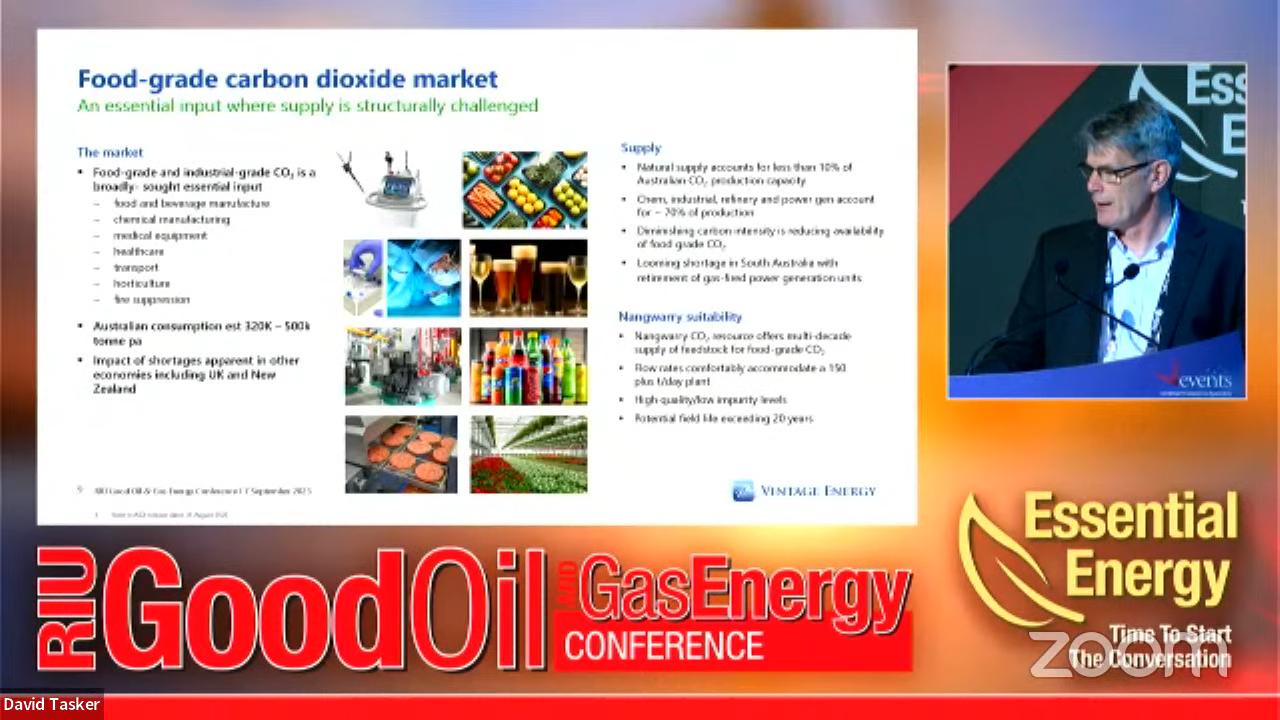 Food-grade carbon dioxide market
An essential input where supply is structurally challenged
The market
▪ Food-grade and industrial-grade CO₂ is a
broadly- sought essential input
– food and beverage manufacture
– chemical manufacturing
– medical equipment
– healthcare
– transport
– horticulture
– fire suppression
▪ Australian consumption est 320K – 500k
tonne pa
▪ Impact of shortages apparent in other
economies including UK and New
Zealand
Supply
▪ Natural supply accounts for less than 10% of
Australian CO₂ production capacity
▪ Chem, industrial, refinery and power gen account
for ~ 70% of production
▪ Diminishing carbon intensity is reducing availability
of food grade CO₂
▪ Looming shortage in South Australia with
retirement of gas-fired power generation units
Nangwarry suitability
▪ Nangwarry CO₂ resource offers multi-decade
supply of feedstock for food-grade CO₂
▪ Flow rates comfortably accommodate a 150
plus t/day plant
▪ High-quality/low impurity levels
▪ Potential field life exceeding 20 years
9 RIU Good Oil & Gas Energy Conference September 2023
VINTAGE ENERGY
Ess
E
events
RIU GoodOil AND GasEnergy
CONFERENCE
Essential
Energy
Time To Start
The Conversation
zoom
David Tasker